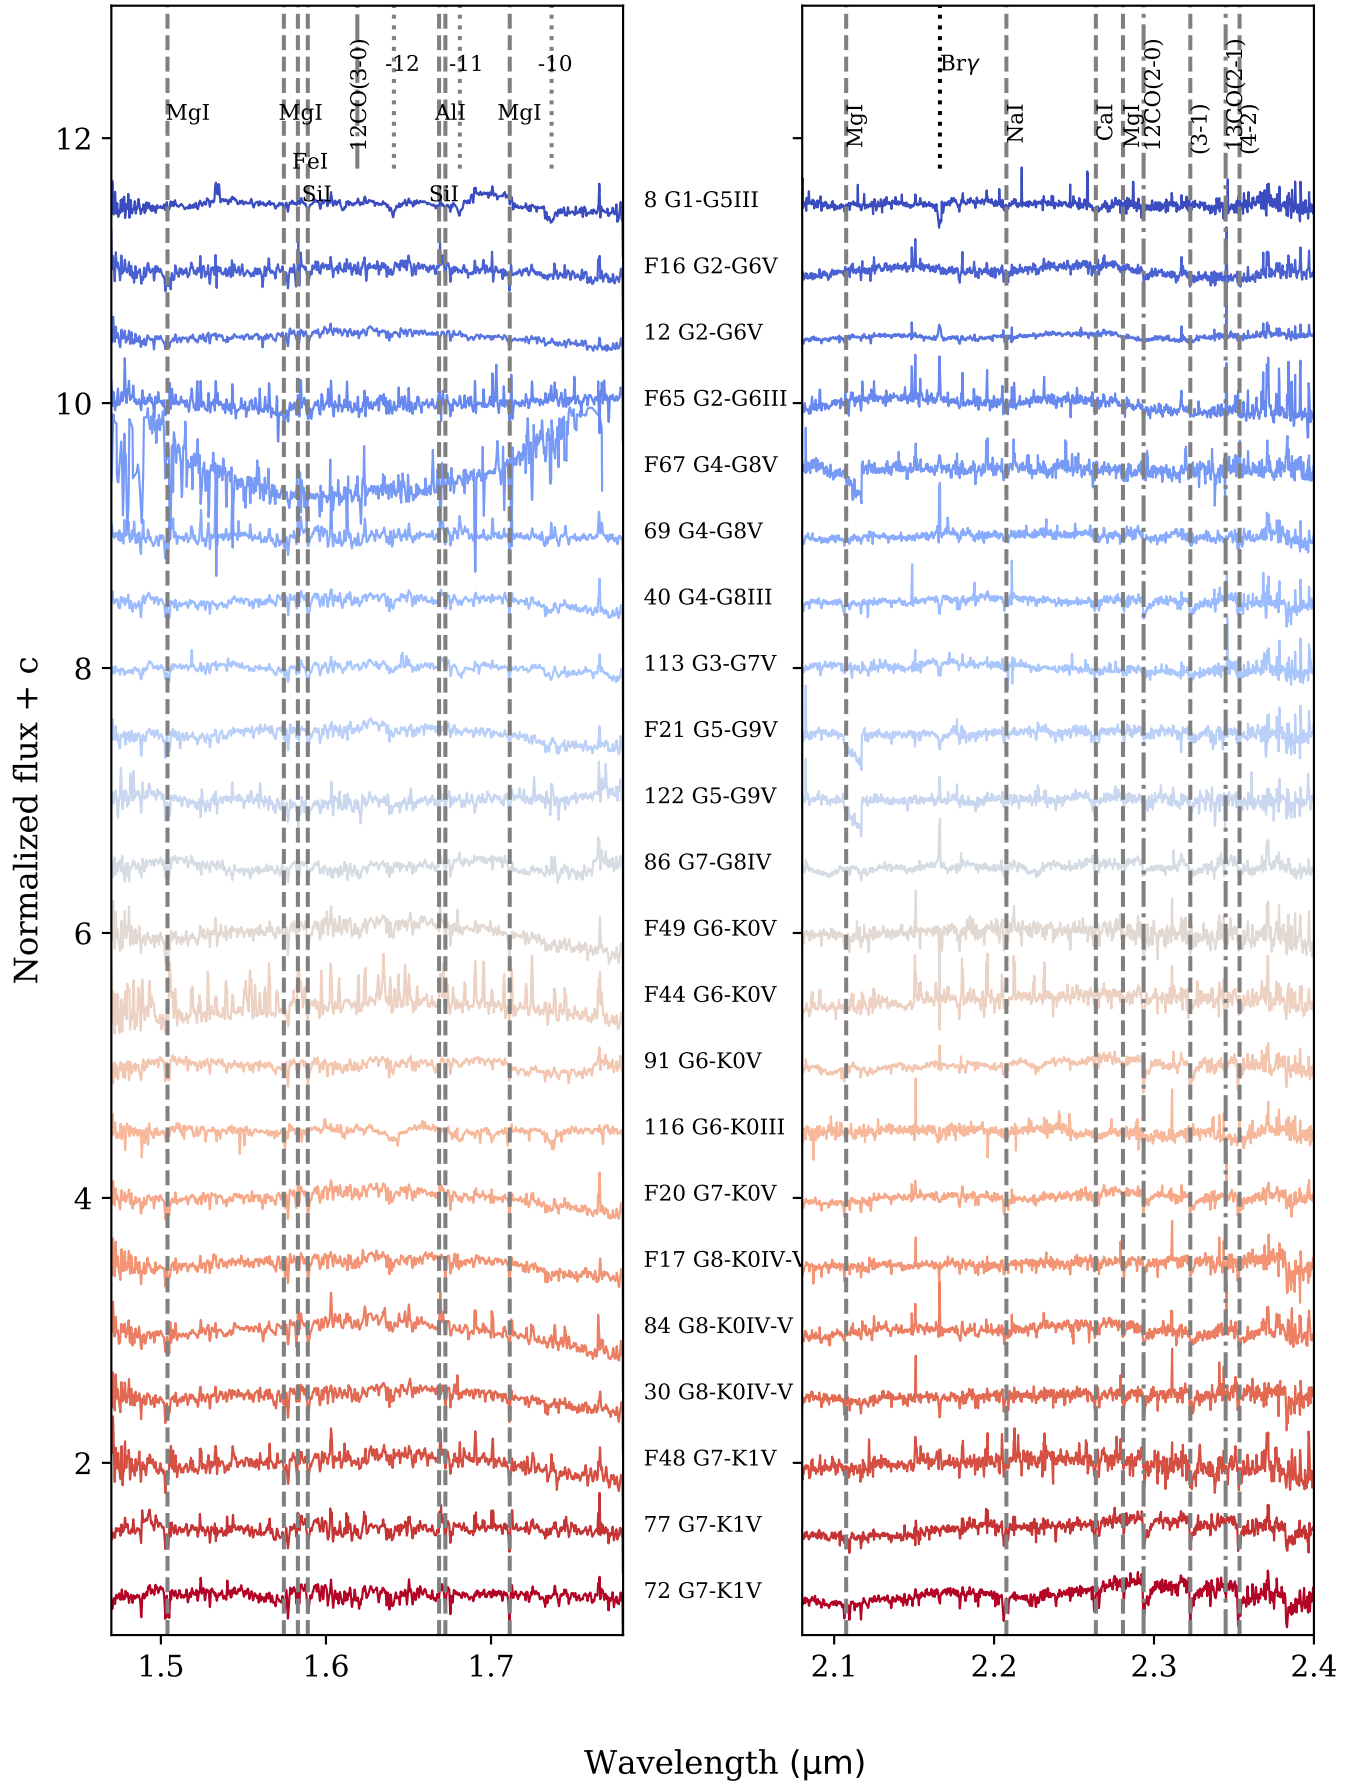 12CO(3-0)
-12
-11
-10
MgI
MgI
AlI
MgI
FeI
SiI
SiI
Brγ
MgI
NaI
CaI
MgI
12CO(2-0)
(3-1)
13CO(2-1)
(4-2)
12
10
8
6
4
2
Normalized flux + c
8 G1-G5III
F16 G2-G6V
12 G2-G6V
F65 G2-G6III
F67 G4-G8V
69 G4-G8V
40 G4-G8III
113 G3-G7V
F21 G5-G9V
122 G5-G9V
86 G7-G8IV
F49 G6-K0V
F44 G6-K0V
91 G6-K0V
116 G6-K0III
F20 G7-K0V
F17 G8-K0IV-V
84 G8-K0IV-V
30 G8-K0IV-V
F48 G7-K1V
77 G7-K1V
72 G7-K1V
1.5 1.6 1.7
2.1 2.2 2.3 2.4
Wavelength (μm)